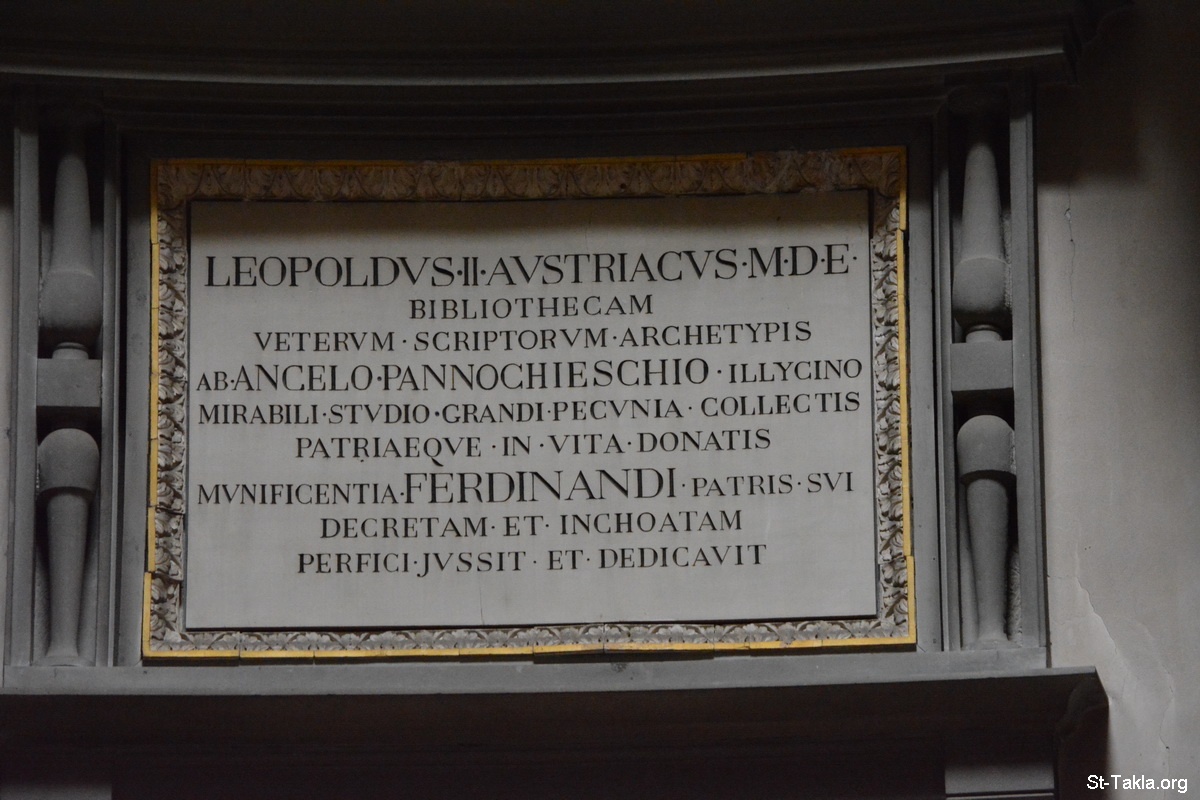 LEOPOLDVS·II·AVSTRIACVS·M·D·E·
BIBLIOTHECAM
VETERVM·SCRIPTORVM·ARCHETYPIS
AB·ANCELO·PANNOCHIESCHIO·ILLYCINO
MIRABILI·STVDIO·GRANDI·PECVNIA·COLLECTIS
PATRIAEQVE·IN·VITA·DONATIS
MVNIFICENTIA·FERDINANDI·PATRIS·SVI
DECRETAM·ET·INCHOATAM
PERFICI·JVSSIT·ET·DEDICAVIT
St-Takla.org